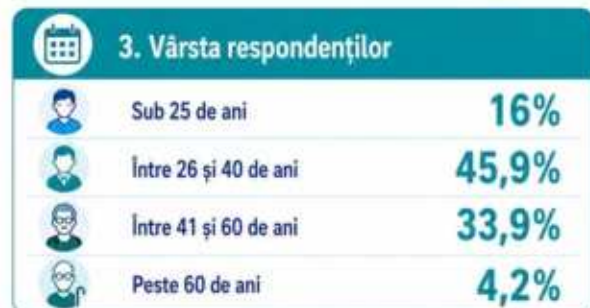 3. Vârsta respondenților
Sub 25 de ani 16%
Între 26 și 40 de ani 45,9%
Între 41 și 60 de ani 33,9%
Peste 60 de ani 4,2%